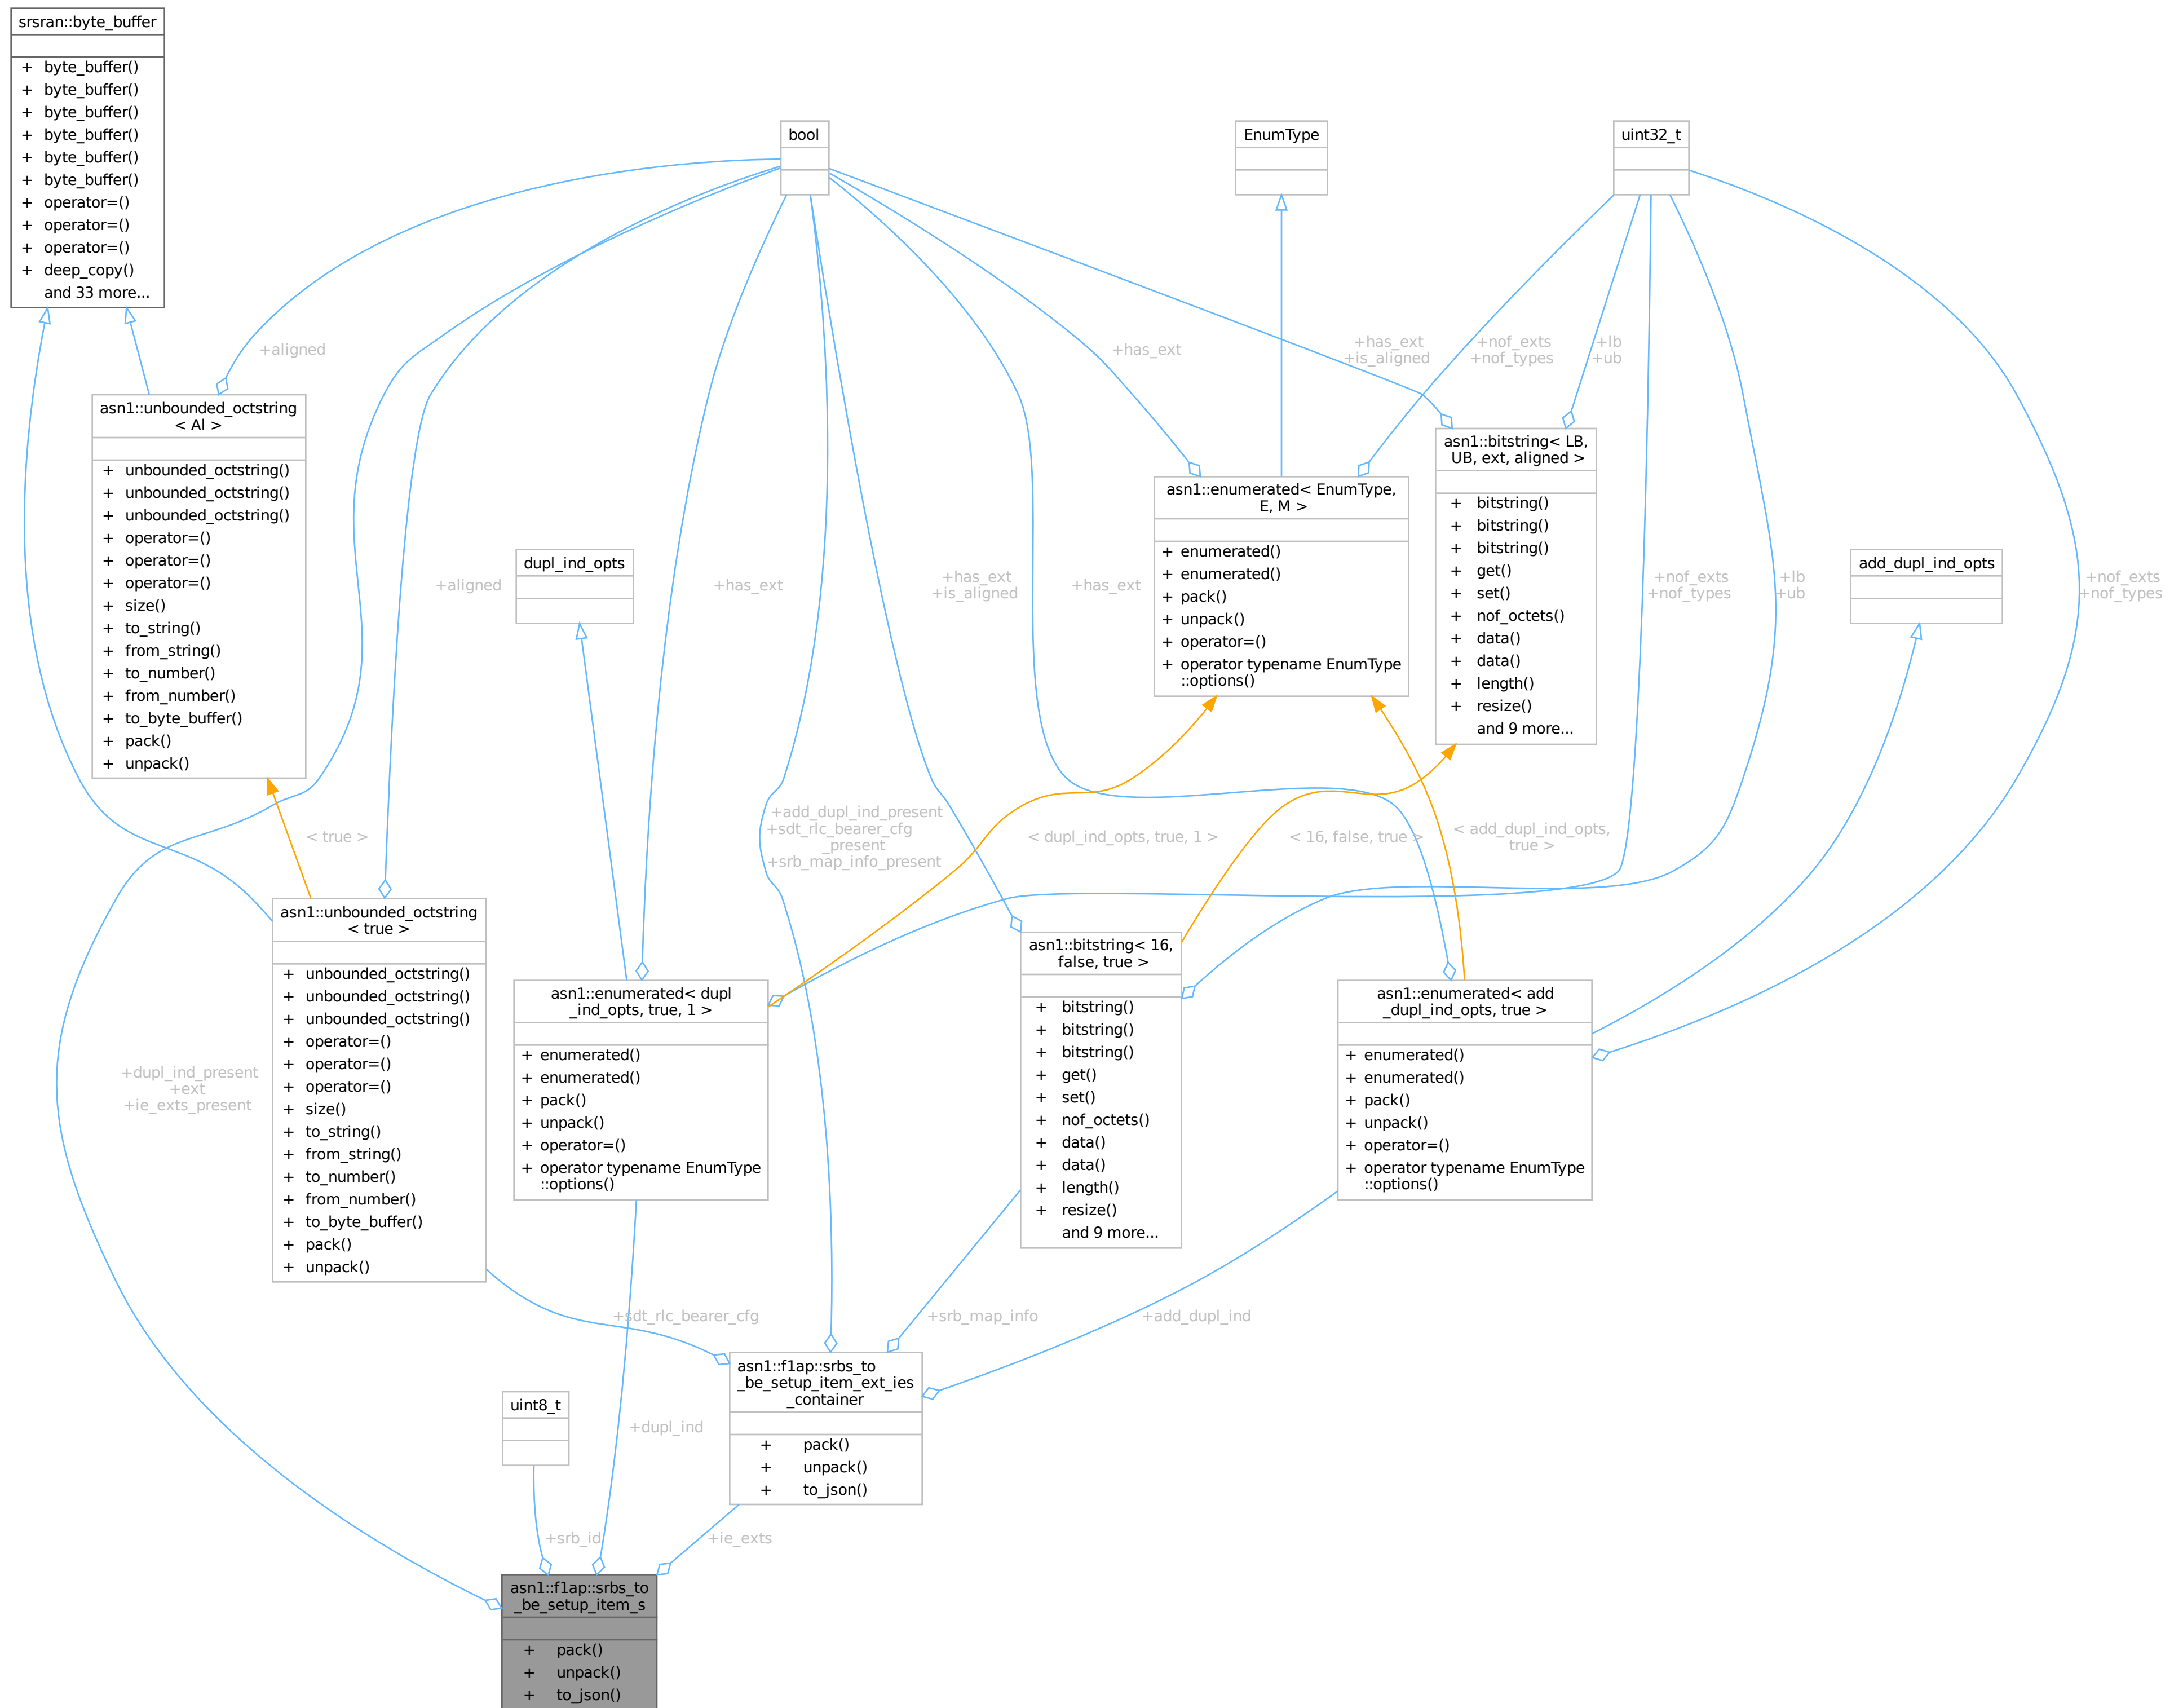 srsran::byte_buffer
+ byte_buffer()
+ byte_buffer()
+ byte_buffer()
+ byte_buffer()
+ byte_buffer()
+ byte_buffer()
+ operator=()
+ operator=()
+ operator=()
+ deep_copy()
and 33 more...
bool
EnumType
uint32_t
+aligned
+has_ext
+has_ext
+is_aligned
+nof_exts
+nof_types
+lb
+ub
asn1::unbounded_octstring
< Al >
+ unbounded_octstring()
+ unbounded_octstring()
+ unbounded_octstring()
+ operator=()
+ operator=()
+ operator=()
+ size()
+ to_string()
+ from_string()
+ to_number()
+ from_number()
+ to_byte_buffer()
+ pack()
+ unpack()
asn1::enumerated< EnumType,
E, M >
+ enumerated()
+ enumerated()
+ pack()
+ unpack()
+ operator=()
+ operator typename EnumType
::options()
asn1::bitstring< LB,
UB, ext, aligned >
+ bitstring()
+ bitstring()
+ bitstring()
+ get()
+ set()
+ nof_octets()
+ data()
+ data()
+ length()
+ resize()
and 9 more...
dupl_ind_opts
add_dupl_ind_opts
+aligned
+has_ext
+has_ext
+is_aligned
+has_ext
+nof_exts
+nof_types
+lb
+ub
+nof_exts
+nof_types
< true >
+add_dupl_ind_present
+sdt_rlc_bearer_cfg
_present
+srb_map_info_present
< dupl_ind_opts, true, 1 >
< 16, false, true >
< add_dupl_ind_opts,
true >
asn1::unbounded_octstring
< true >
+ unbounded_octstring()
+ unbounded_octstring()
+ unbounded_octstring()
+ operator=()
+ operator=()
+ operator=()
+ size()
+ to_string()
+ from_string()
+ to_number()
+ from_number()
+ to_byte_buffer()
+ pack()
+ unpack()
asn1::enumerated< dupl
_ind_opts, true, 1 >
+ enumerated()
+ enumerated()
+ pack()
+ unpack()
+ operator=()
+ operator typename EnumType
::options()
asn1::bitstring< 16,
false, true >
+ bitstring()
+ bitstring()
+ bitstring()
+ get()
+ set()
+ nof_octets()
+ data()
+ data()
+ length()
+ resize()
and 9 more...
asn1::enumerated< add
_dupl_ind_opts, true >
+ enumerated()
+ enumerated()
+ pack()
+ unpack()
+ operator=()
+ operator typename EnumType
::options()
+dupl_ind_present
+ext
+ie_exts_present
+sdt_rlc_bearer_cfg
+srb_map_info
+add_dupl_ind
asn1::f1ap::srbs_to
_be_setup_item_ext_ies
_container
+ pack()
+ unpack()
+ to_json()
uint8_t
+dupl_ind
+srb_id
+ie_exts
asn1::f1ap::srbs_to
_be_setup_item_s
+ pack()
+ unpack()
+ to_json()